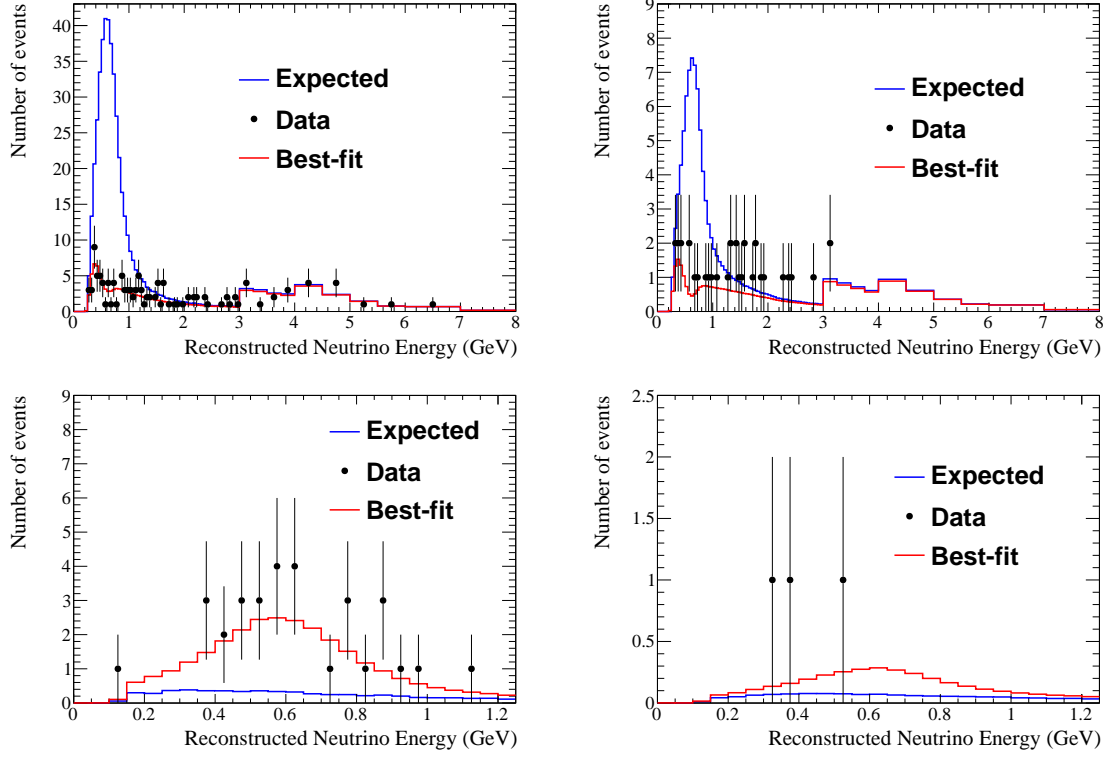 Number of events
40
35
30
25
20
15
10
5
0
Expected
Data
Best-fit
0 1 2 3 4 5 6 7 8
Reconstructed Neutrino Energy (GeV)
Number of events
9
8
7
6
5
4
3
2
1
0
Expected
Data
Best-fit
0 1 2 3 4 5 6 7 8
Reconstructed Neutrino Energy (GeV)
Number of events
9
8
7
6
5
4
3
2
1
0
Expected
Data
Best-fit
0 0.2 0.4 0.6 0.8 1 1.2
Reconstructed Neutrino Energy (GeV)
Number of events
2.5
2
1.5
1
0.5
0
Expected
Data
Best-fit
0 0.2 0.4 0.6 0.8 1 1.2
Reconstructed Neutrino Energy (GeV)